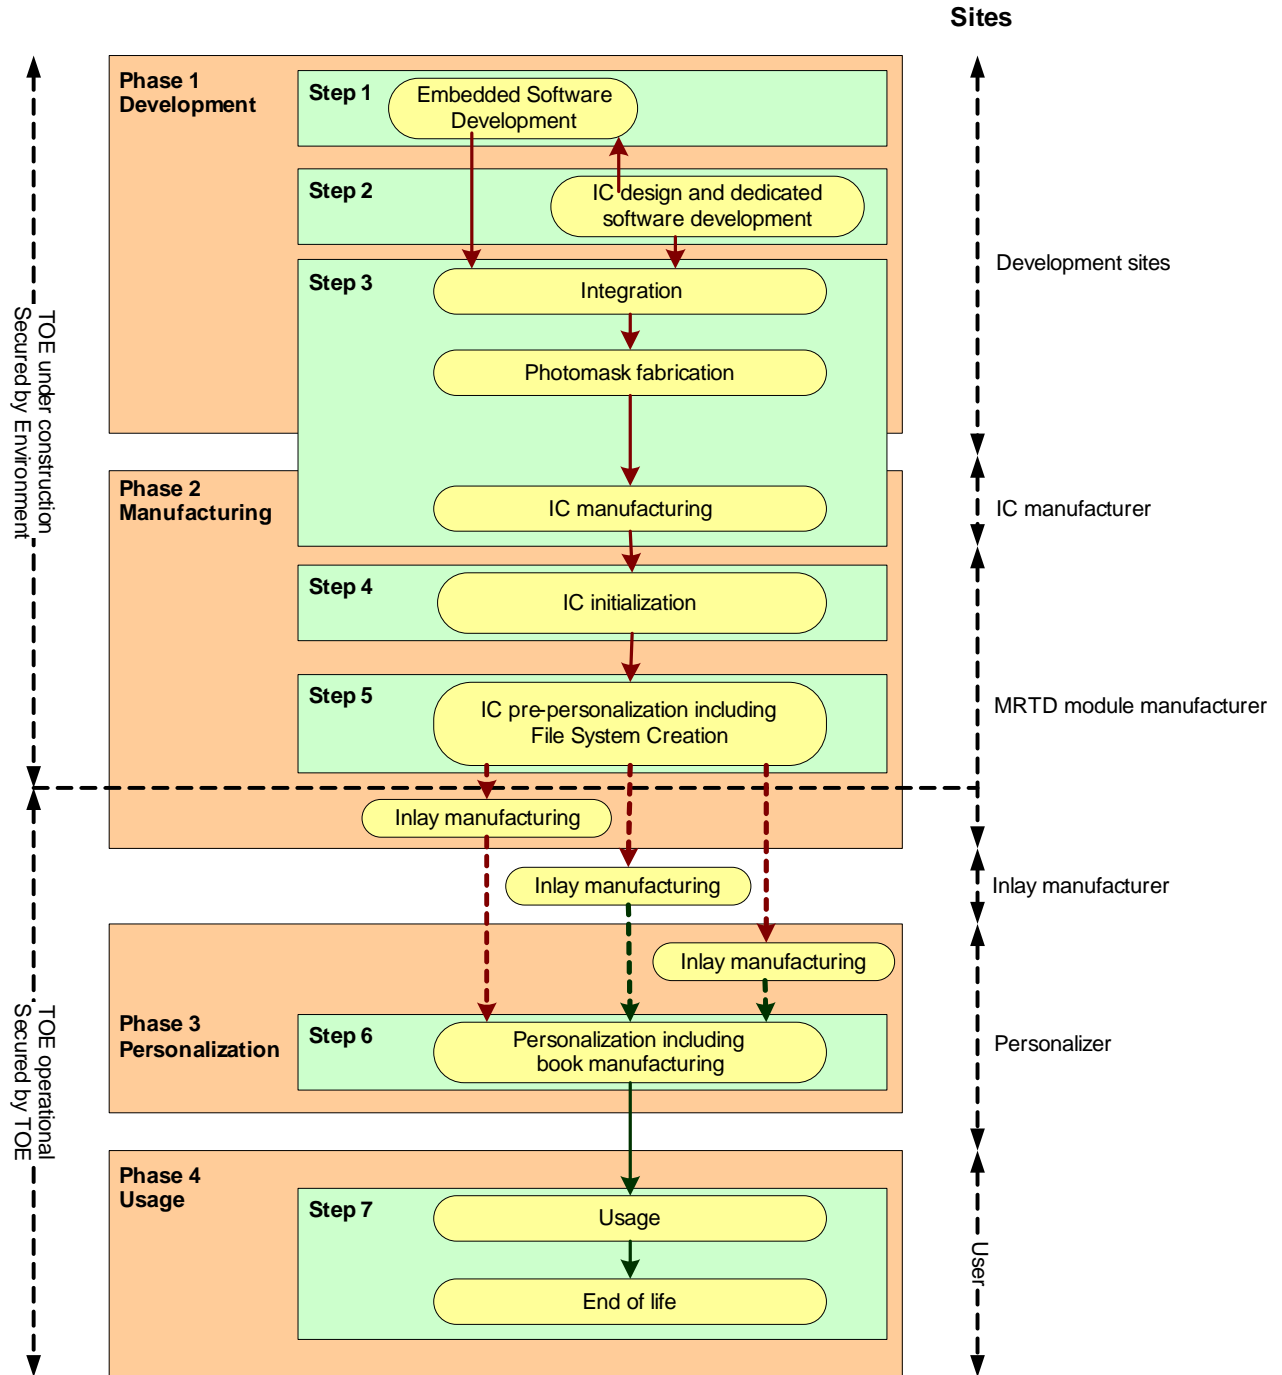 Sites
Phase 1
Development
Step 1
Embedded Software
Development
Step 2
IC design and dedicated
software development
Step 3
Integration
Photomask fabrication
Development sites
TOE under construction
Secured by Environment
Phase 2
Manufacturing
IC manufacturing
IC manufacturer
Step 4
IC initialization
Step 5
IC pre-personalization including
File System Creation
MRTD module manufacturer
Inlay manufacturing
Inlay manufacturing
Inlay manufacturer
Inlay manufacturing
TOE operational
Secured by TOE
Phase 3
Personalization
Step 6
Personalization including
book manufacturing
Personalizer
Phase 4
Usage
Step 7
Usage
End of life
User